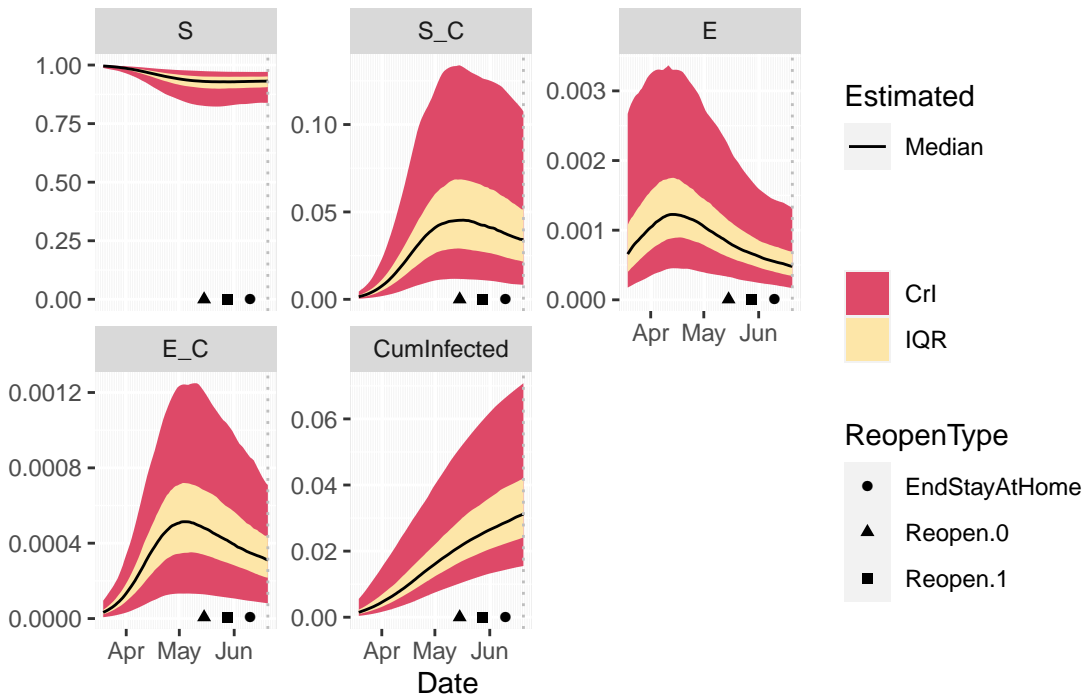 S
S_C
E
1.00
0.75
0.50
0.25
0.00
0.10
0.05
0.00
0.003
0.002
0.001
0.000
Apr May Jun
E_C
CumInfected
0.0012
0.0008
0.0004
0.0000
0.06
0.04
0.02
0.00
Apr May Jun
Apr May Jun
Date
Estimated
Median
CrI
IQR
ReopenType
EndStayAtHome
Reopen.0
Reopen.1